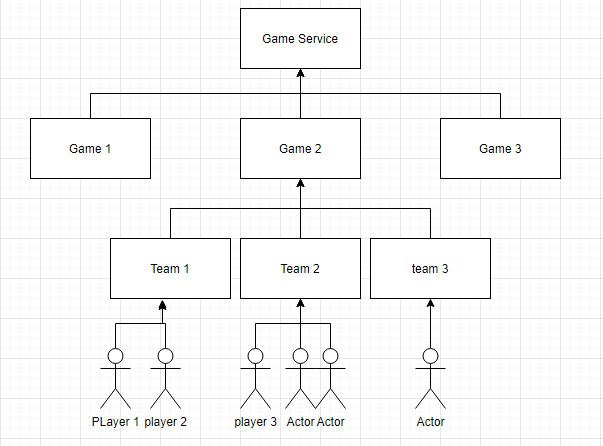 Game Service
Game 1
Game 2
Game 3
Team 1
Team 2
team 3
PLayer 1
player 2
player 3
Actor
Actor
Actor